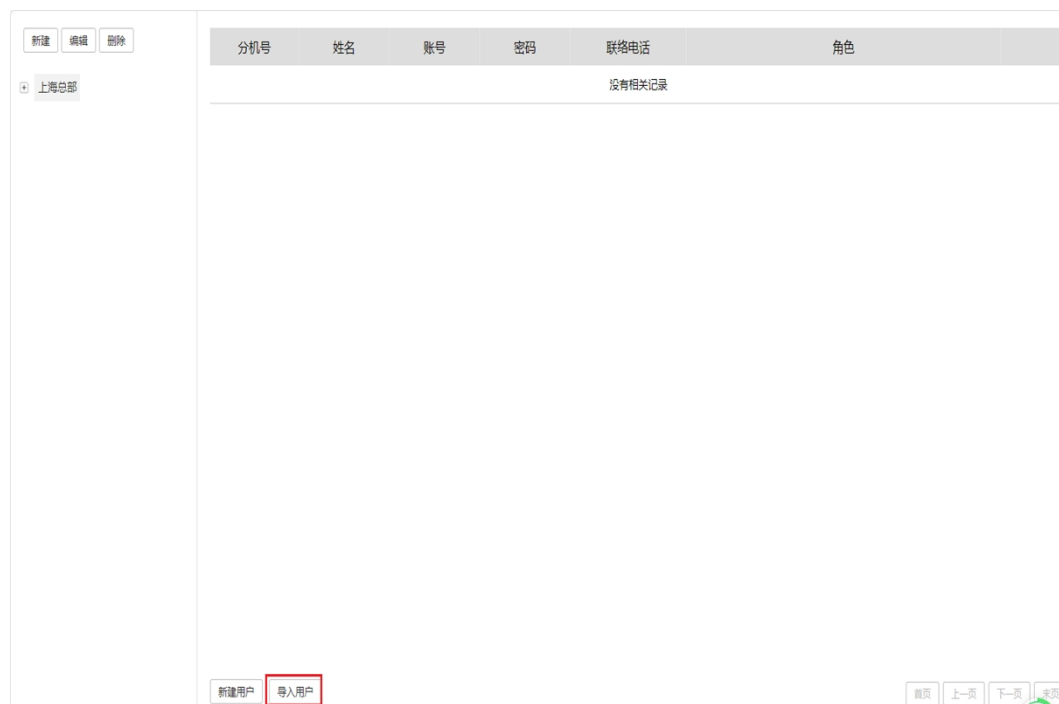 新建 编辑 删除
上海总部
分机号 姓名 账号 密码 联络电话 角色
没有相关记录
新建用户 导入用户
首页 上一页 下一页 末页